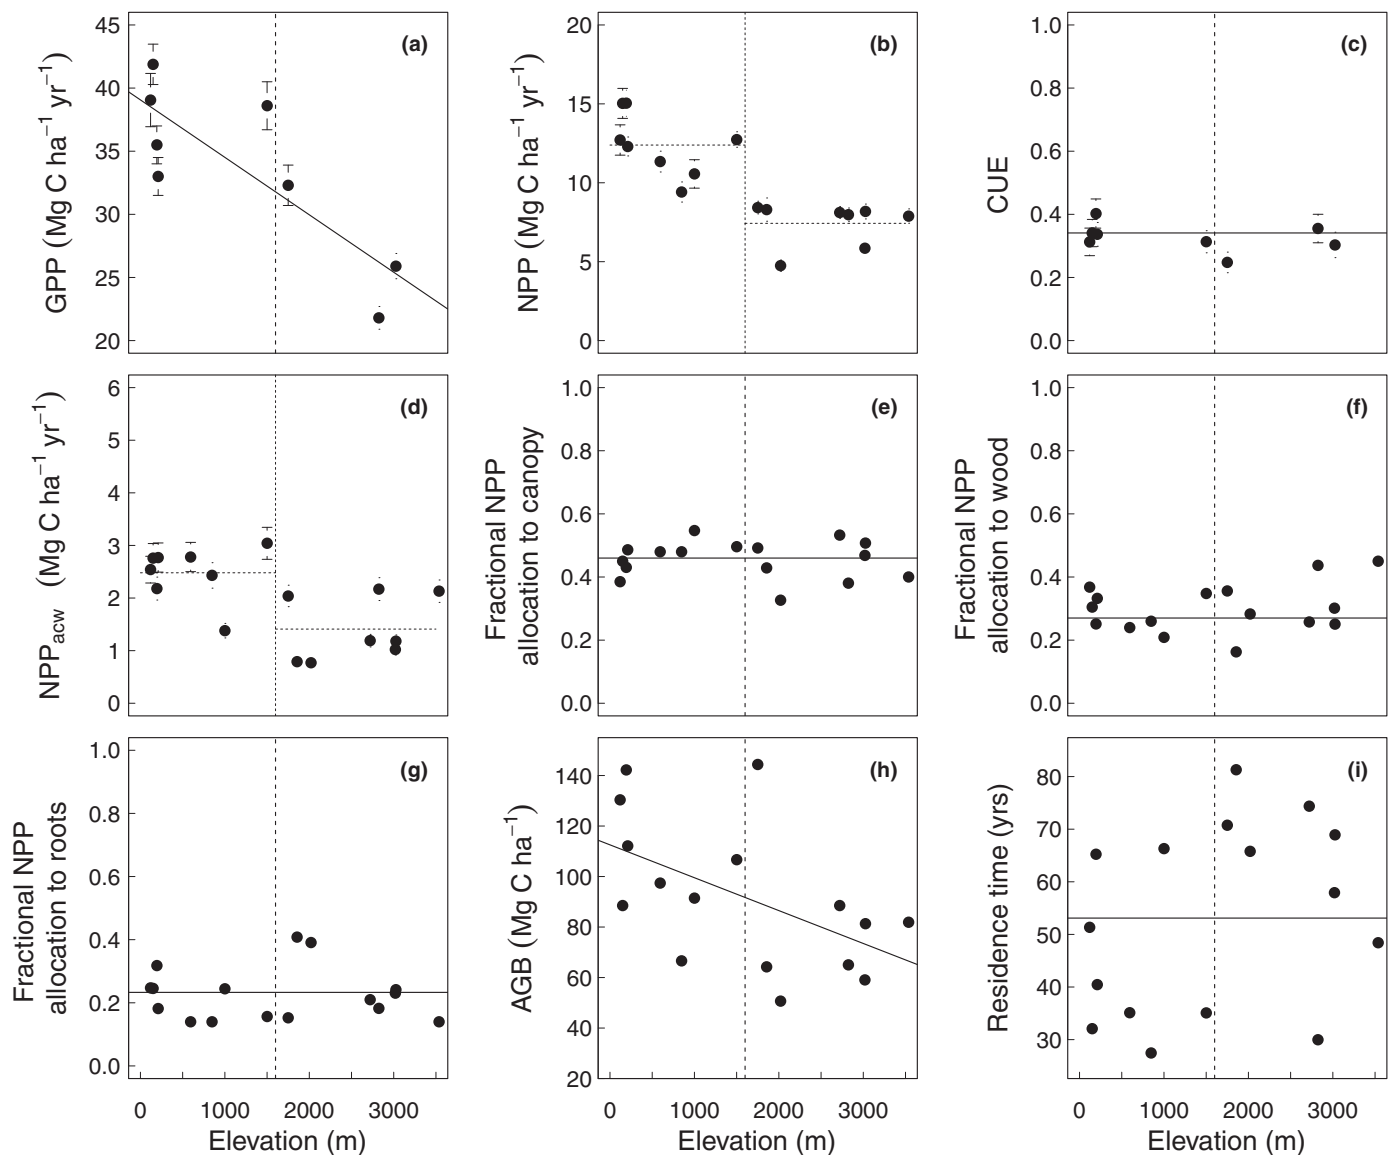 (a)
45
40
35
30
25
20
GPP (Mg C ha−1 yr−1)
(b)
20
15
10
5
0
NPP (Mg C ha−1 yr−1)
(c)
1.0
0.8
0.6
0.4
0.2
0.0
CUE
(d)
6
5
4
3
2
1
0
NPPacw (Mg C ha−1 yr−1)
(e)
1.0
0.8
0.6
0.4
0.2
0.0
Fractional NPP
allocation to canopy
(f)
1.0
0.8
0.6
0.4
0.2
0.0
Fractional NPP
allocation to wood
(g)
1.0
0.8
0.6
0.4
0.2
0.0
Fractional NPP
allocation to roots
0 1000 2000 3000
Elevation (m)
(h)
140
120
100
80
60
40
20
AGB (Mg C ha−1)
0 1000 2000 3000
Elevation (m)
(i)
80
70
60
50
40
30
Residence time (yrs)
0 1000 2000 3000
Elevation (m)